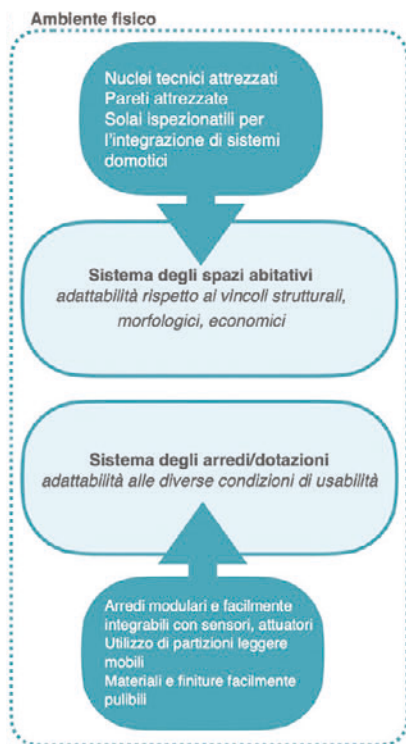 Ambiente fisico
Nuclei tecnici attrezzati
Pareti attrezzate
Solai ispezionatili per
l'integrazione di sistemi
domotici
Sistema degli spazi abitativi
adattabilità rispetto ai vincoli strutturali,
morfologici, economici
Sistema degli arredi/dotazioni
adattabilità alle diverse condizioni di usabilità
Arredi modulari e facilmente
integrabili con sensori, attuatori
Utilizzo di partizioni leggere
mobili
Materiali e finiture facilmente
pulibili